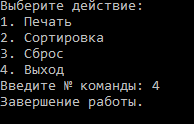 Выберите действие:
1. Печать
2. Сортировка
3. Сброс
4. Выход
Введите № команды: 4
Завершение работы.